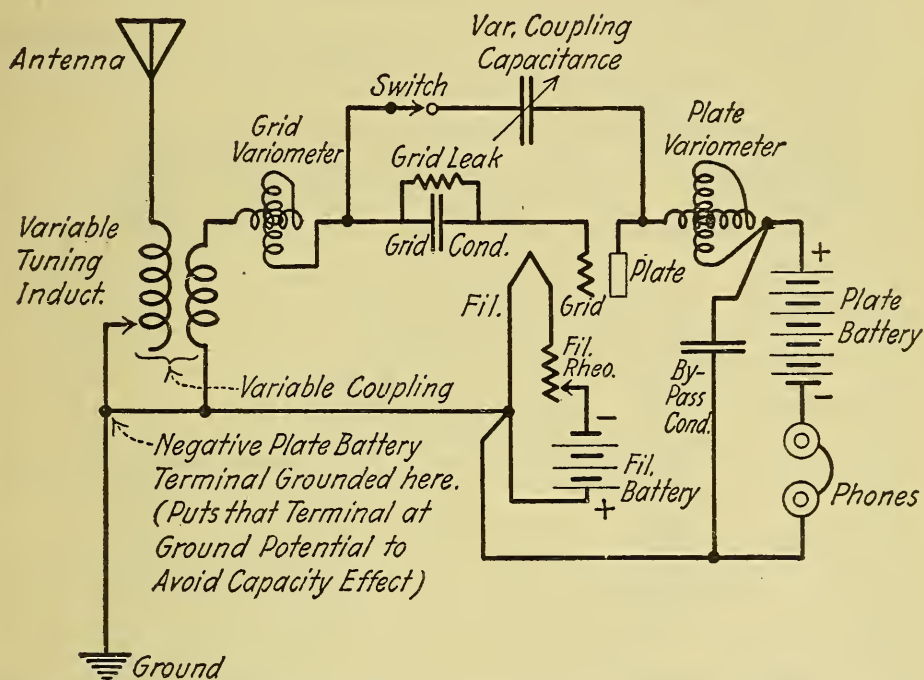 Antenna
Var. Coupling
Capacitance
Switch
Grid
Variometer
Plate
Variometer
Grid Leak
Grid Cond.
Variable
Tuning
Induct.
Fil.
Grid
Plate
+
Plate
Battery
-
Fil.
Rheo.
By-
Pass
Cond.
Variable Coupling
-
Fil.
Battery
+
Phones
Negative Plate Battery
Terminal Grounded here.
(Puts that Terminal at
Ground Potential to
Avoid Capacity Effect)
Ground